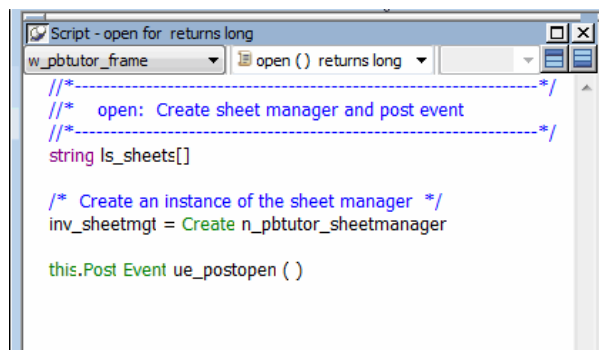 Script - open for returns long
w_pbtutor_frame open ( ) returns long
//*-----------------------------------------------------------------*/
//* open: Create sheet manager and post event
//*-----------------------------------------------------------------*/
string ls_sheets[]
/* Create an instance of the sheet manager */
inv_sheetmgt = Create n_pbtutor_sheetmanager
this.Post Event ue_postopen ( )